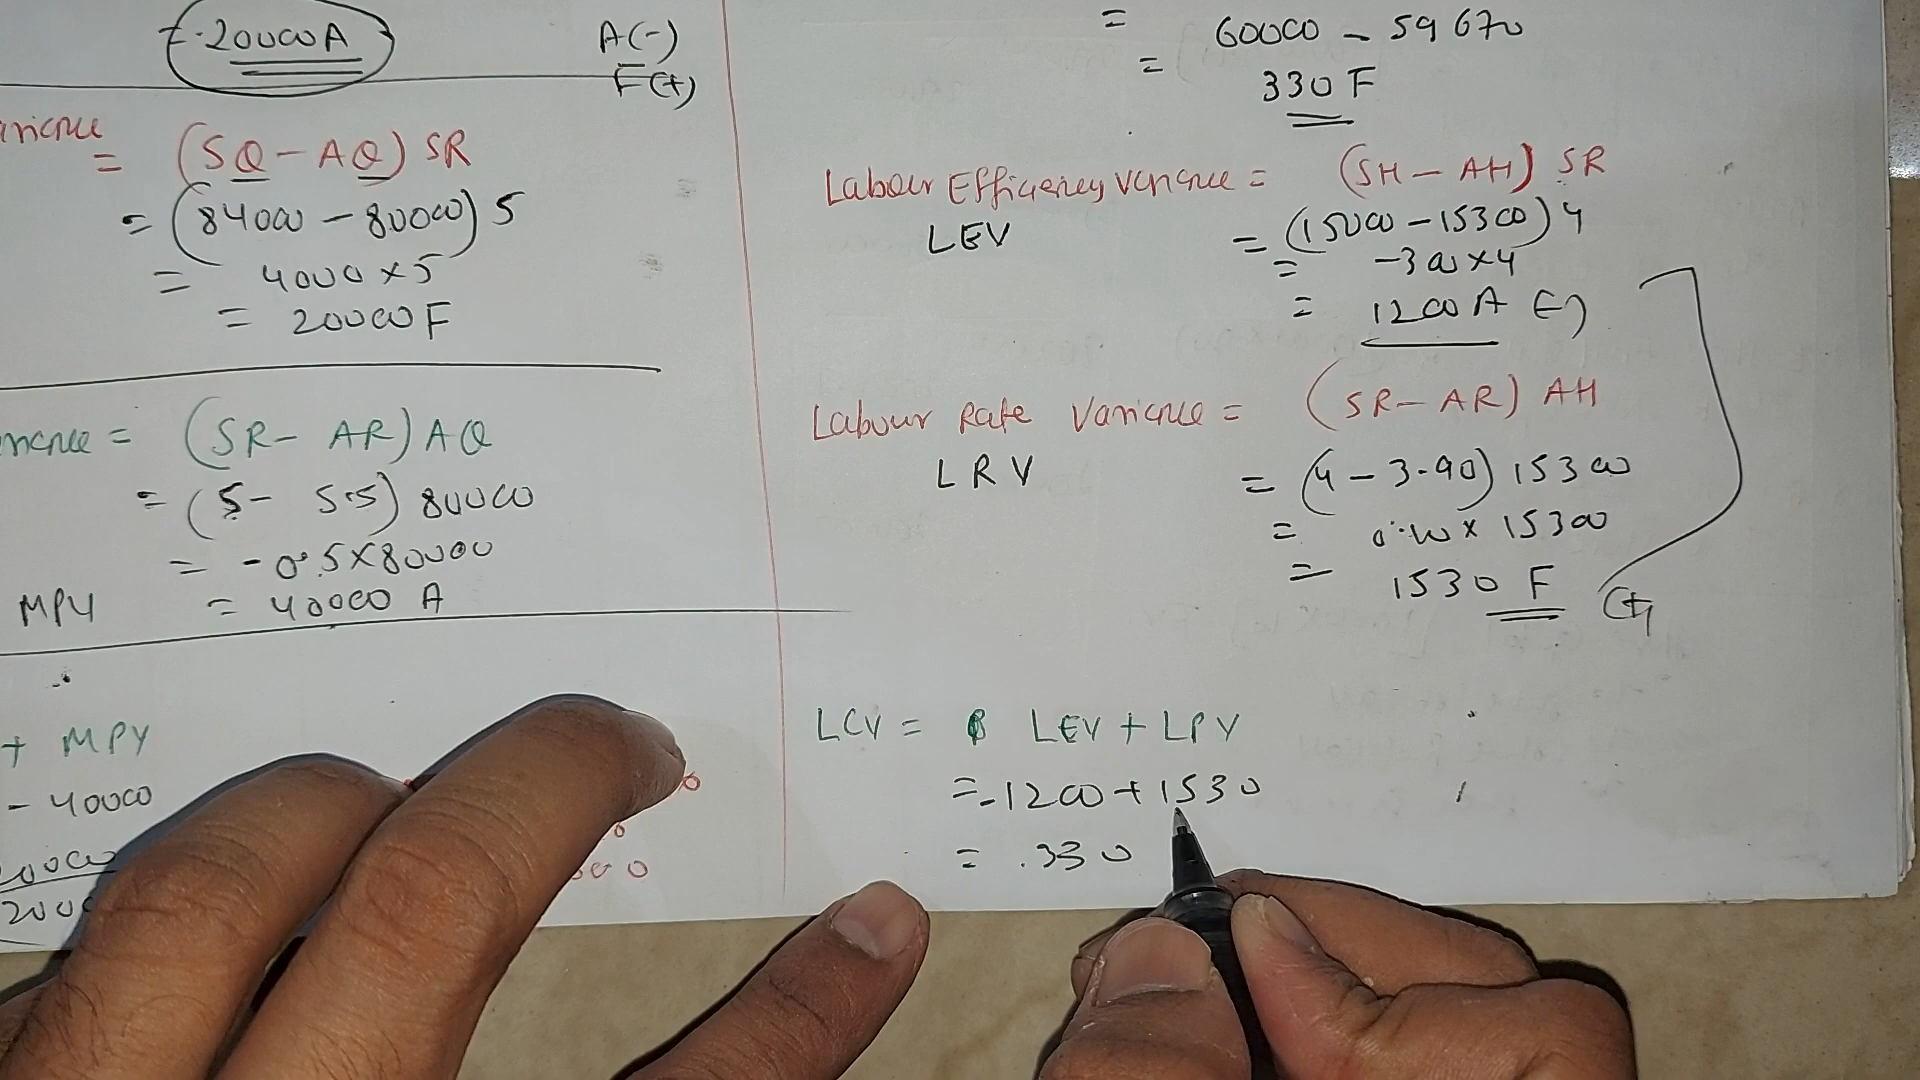 = -20000A
A(-)
F(+)
= (SQ - AQ) SR
= (84000 - 80000) 5
= 4000 x 5
= 20000 F
= (SR - AR) AQ
= (5 - 5.5) 80000
= -0.5 x 80000
MPV = 40000 A
+ MPV
- 40000
= 60000 - 59670
= 330 F
Labour Efficiency Variance = (SH - AH) SR
LEV = (15000 - 15300) 4
= -300 x 4
= 1200 A (-)
Labour Rate Variance = (SR - AR) AH
LRV = (4 - 3.90) 15300
= 0.10 x 15300
= 1530 F (+)
LCV = LEV + LPV
= -1200 + 1530
= 330